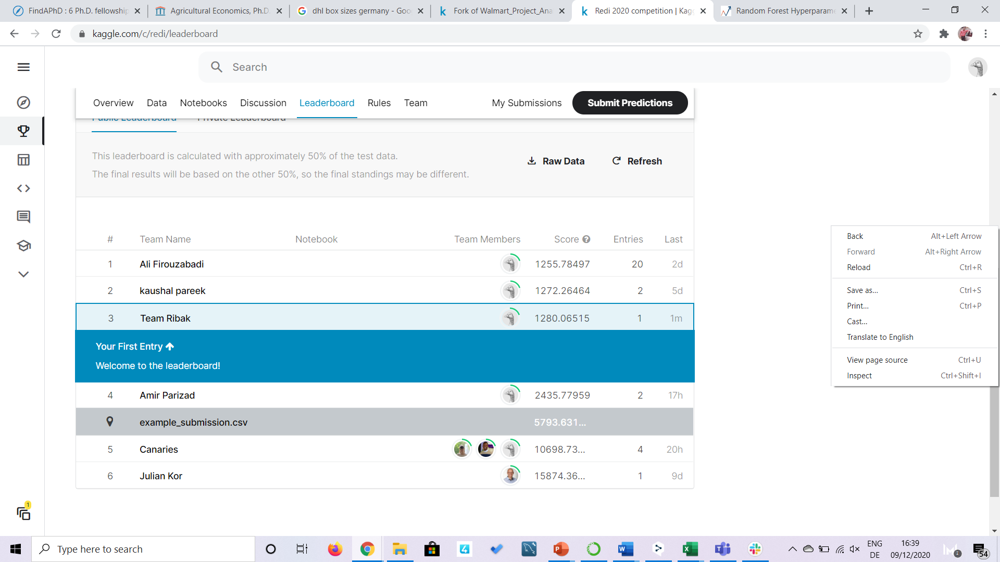 FindAPhD : 6 Ph.D. fellowship
Agricultural Economics, Ph.D.
dhl box sizes germany - Goo
Fork of Walmart_Project_Ana
Redi 2020 competition | Kagg
Random Forest Hyperparame
kaggle.com/c/redi/leaderboard
Search
Overview Data Notebooks Discussion Leaderboard Rules Team My Submissions Submit Predictions
Public Leaderboard Private Leaderboard
This leaderboard is calculated with approximately 50% of the test data.
The final results will be based on the other 50%, so the final standings may be different.
Raw Data Refresh
# Team Name Notebook Team Members Score Entries Last
1 Ali Firouzabadi 1255.78497 20 2d
2 kaushal pareek 1272.26464 2 5d
3 Team Ribak 1280.06515 1 1m
Your First Entry
Welcome to the leaderboard!
4 Amir Parizad 2435.77959 2 17h
example_submission.csv 5793.631...
5 Canaries 10698.73... 4 20h
6 Julian Kor 15874.36... 1 9d
Back Alt+Left Arrow
Forward Alt+Right Arrow
Reload Ctrl+R
Save as... Ctrl+S
Print... Ctrl+P
Cast...
Translate to English
View page source Ctrl+U
Inspect Ctrl+Shift+I
1
Type here to search
ENG
DE
16:39
09/12/2020
3
54